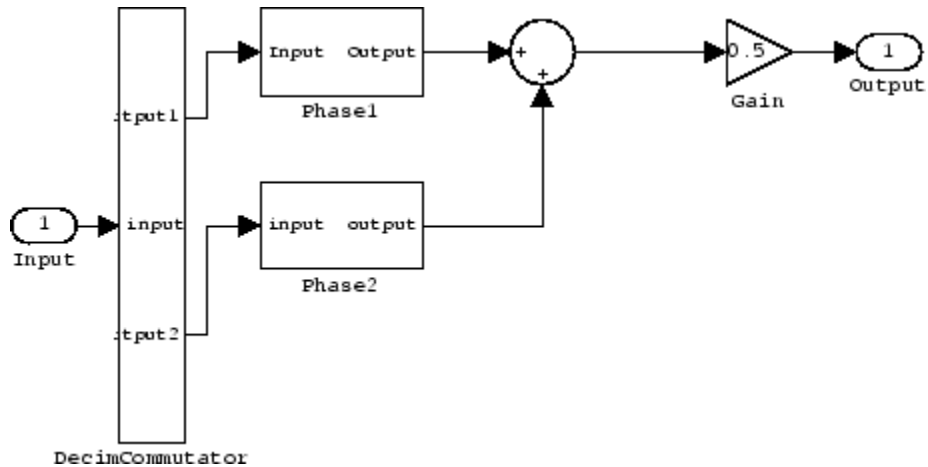 Input Output
Phase1
+
+
0.5
Gain
1
Output
tput1
1
Input
input
input output
Phase2
tput2
DecimCommutator